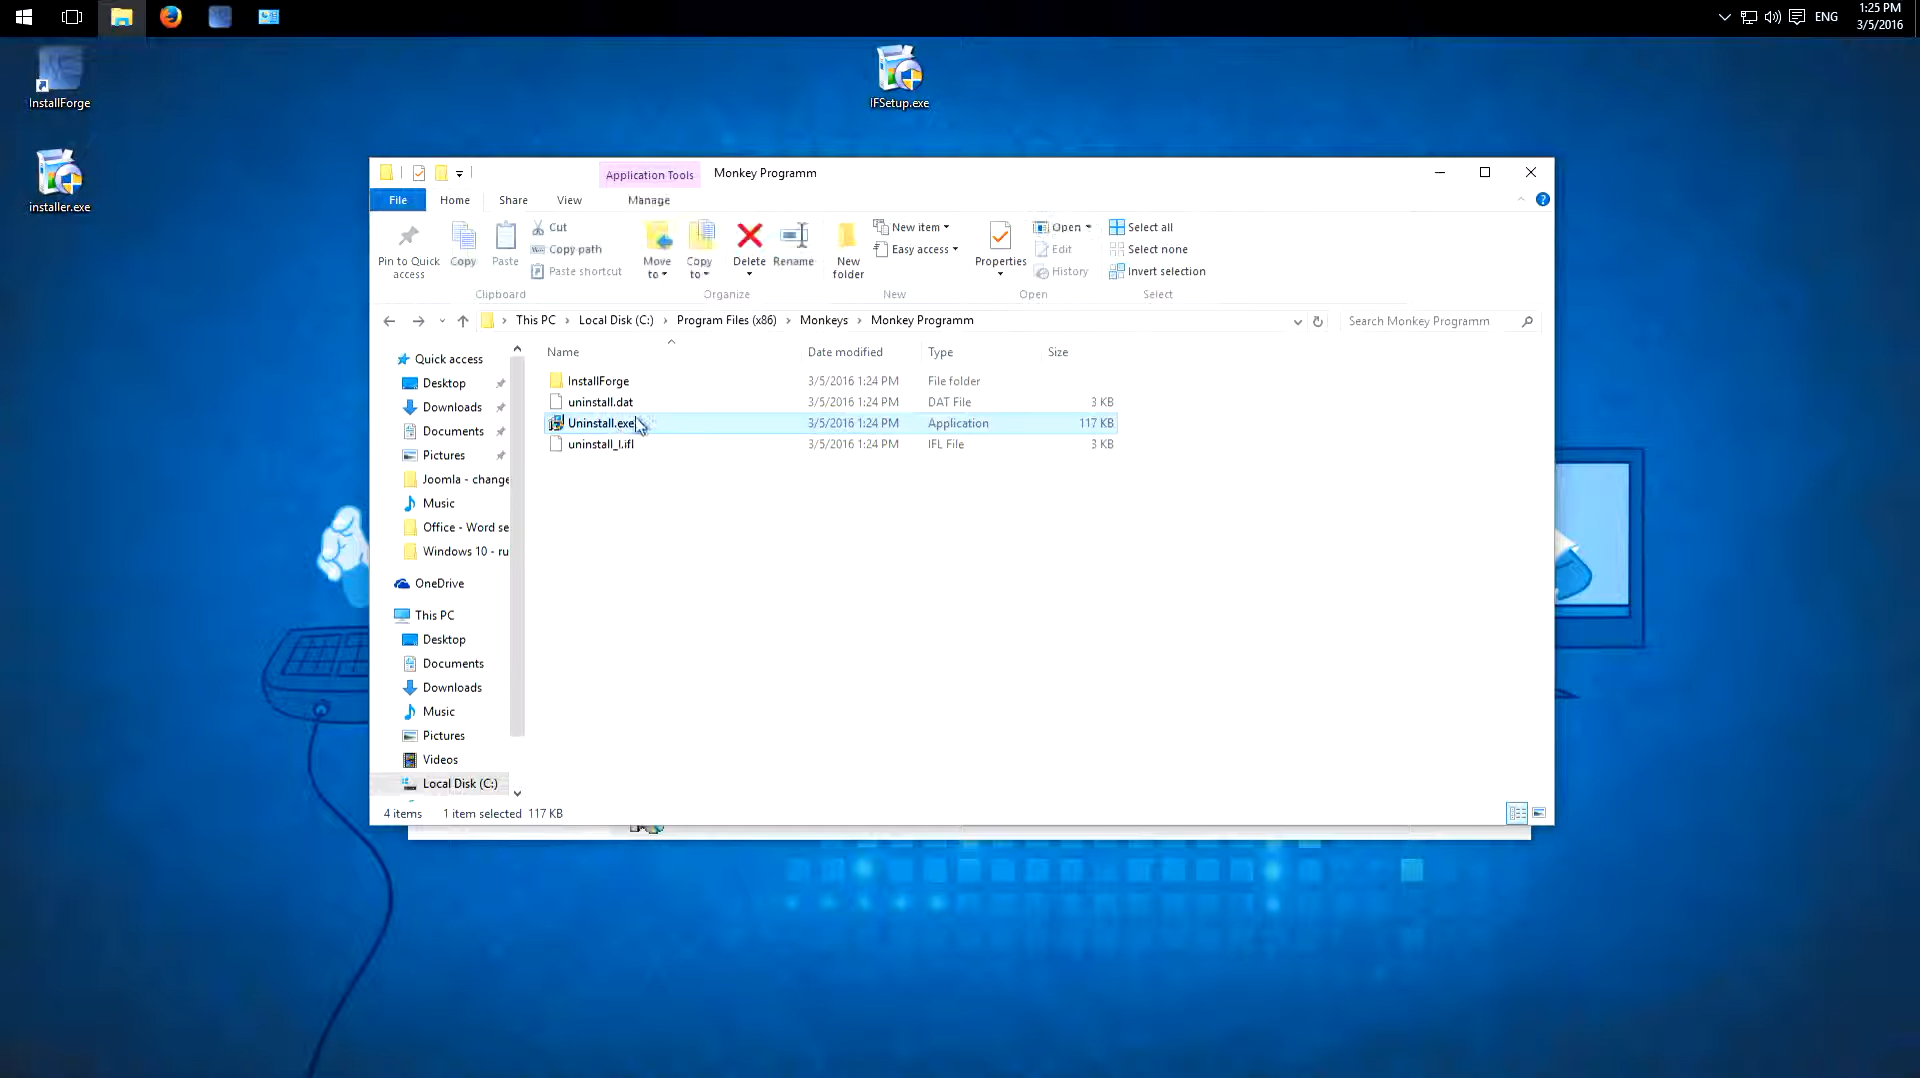 ENG
1:25 PM
3/5/2016
InstallForge
installer.exe
IFSetup.exe
Application Tools
Monkey Programm
File
Home
Share
View
Manage
Pin to Quick access
Copy
Paste
Cut
Copy path
Paste shortcut
Clipboard
Move to
Copy to
Delete
Rename
Organize
New folder
New item
Easy access
New
Properties
Open
Edit
History
Open
Select all
Select none
Invert selection
Select
This PC
Local Disk (C:)
Program Files (x86)
Monkeys
Monkey Programm
Search Monkey Programm
Name Date modified Type Size
InstallForge 3/5/2016 1:24 PM File folder
uninstall.dat 3/5/2016 1:24 PM DAT File 3 KB
Uninstall.exe 3/5/2016 1:24 PM Application 117 KB
uninstall_l.ifl 3/5/2016 1:24 PM IFL File 3 KB
Quick access
Desktop
Downloads
Documents
Pictures
Joomla - change
Music
Office - Word se
Windows 10 - ru
OneDrive
This PC
Desktop
Documents
Downloads
Music
Pictures
Videos
Local Disk (C:)
4 items 1 item selected 117 KB